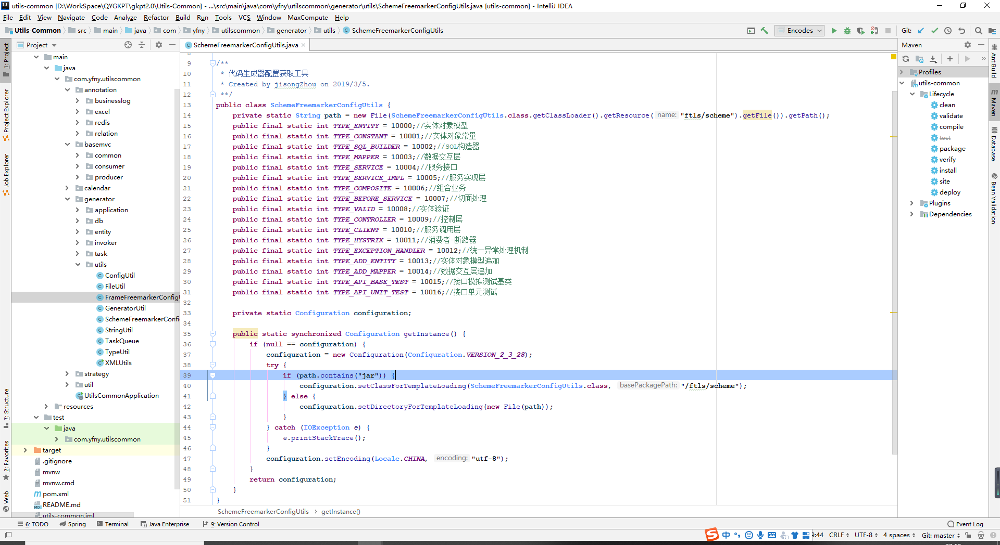 utils-common [D:\WorkSpace\QYGKPT\gkpt2.0\Utils-Common] - ...\src\main\java\com\yfny\utilscommon\generator\utils\SchemeFreemarkerConfigUtils.java [utils-common] - IntelliJ IDEA
File Edit View Navigate Code Analyze Refactor Build Run Tools VCS Window MaxCompute Help
Utils-Common src main java com yfny utilscommon generator utils SchemeFreemarkerConfigUtils
Encodes Git:
1: Project
Project Explorer
Job Explorer
7: Structure
2: Favorites
Web
Project
main
java
com.yfny.utilscommon
annotation
businesslog
excel
redis
relation
basemvc
common
consumer
producer
calendar
generator
application
db
entity
invoker
task
utils
ConfigUtil
FileUtil
FrameFreemarkerConfigU
GeneratorUtil
SchemeFreemarkerConfi
StringUtil
TaskQueue
TypeUtil
XMLUtils
strategy
util
UtilsCommonApplication
resources
test
java
com.yfny.utilscommon
target
.gitignore
mvnw
mvnw.cmd
pom.xml
README.md
utils-common.iml
SchemeFreemarkerConfigUtils.java
8
9 /**
10 * 代码生成器配置获取工具
11 * Created by jisongZhou on 2019/3/5.
12 **/
13 public class SchemeFreemarkerConfigUtils {
14 private static String path = new File(SchemeFreemarkerConfigUtils.class.getClassLoader().getResource( name: "ftls/scheme").getFile()).getPath();
15 public final static int TYPE_ENTITY = 10000;//实体对象模型
16 public final static int TYPE_CONSTANT = 10001;//实体对象常量
17 public final static int TYPE_SQL_BUILDER = 10002;//SQL构造器
18 public final static int TYPE_MAPPER = 10003;//数据交互层
19 public final static int TYPE_SERVICE = 10004;//服务接口
20 public final static int TYPE_SERVICE_IMPL = 10005;//服务实现层
21 public final static int TYPE_COMPOSITE = 10006;//组合业务
22 public final static int TYPE_BEFORE_SERVICE = 10007;//切面处理
23 public final static int TYPE_VALID = 10008;//实体验证
24 public final static int TYPE_CONTROLLER = 10009;//控制层
25 public final static int TYPE_CLIENT = 10010;//服务调用层
26 public final static int TYPE_HYSTRIX = 10011;//消费者-断路器
27 public final static int TYPE_EXCEPTION_HANDLER = 10012;//统一异常处理机制
28 public final static int TYPE_ADD_ENTITY = 10013;//实体对象模型追加
29 public final static int TYPE_ADD_MAPPER = 10014;//数据交互层追加
30 public final static int TYPE_API_BASE_TEST = 10015;//接口模拟测试基类
31 public final static int TYPE_API_UNIT_TEST = 10016;//接口单元测试
32
33 private static Configuration configuration;
34
35 public static synchronized Configuration getInstance() {
36 if (null == configuration) {
37 configuration = new Configuration(Configuration.VERSION_2_3_28);
38 try {
39 if (path.contains("jar")) {
40 configuration.setClassForTemplateLoading(SchemeFreemarkerConfigUtils.class, basePackagePath: "/ftls/scheme");
41 } else {
42 configuration.setDirectoryForTemplateLoading(new File(path));
43 }
44 } catch (IOException e) {
45 e.printStackTrace();
46 }
47 configuration.setEncoding(Locale.CHINA, encoding: "utf-8");
48 }
49 return configuration;
50 }
51 }
SchemeFreemarkerConfigUtils getInstance()
Maven
Profiles
utils-common
Lifecycle
clean
validate
compile
test
package
verify
install
site
deploy
Plugins
Dependencies
Ant Build
Maven
Database
Bean Validation
6: TODO Spring Terminal Java Enterprise 9: Version Control Event Log
中 9:44 CRLF UTF-8 4 spaces Git: master